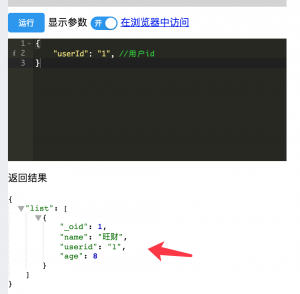 运行 显示参数 开 在浏览器中访问
1 {
2 "userId": "1", //用户id
3 }
返回结果
{
"list": [
{
"_oid": 1,
"name": "旺财",
"userid": "1",
"age": 8
}
]
}